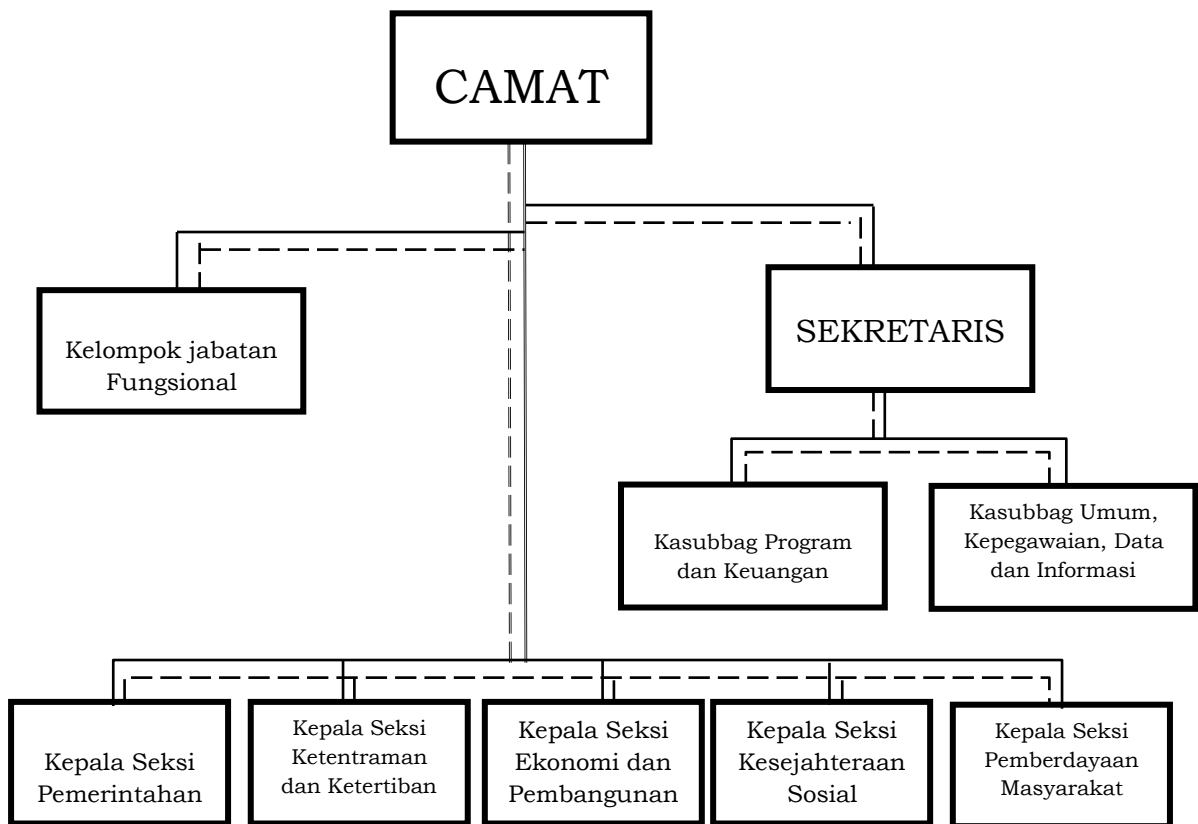 CAMAT
Kelompok jabatan
Fungsional
SEKRETARIS
Kasubbag Program
dan Keuangan
Kasubbag Umum,
Kepegawaian, Data
dan Informasi
Kepala Seksi
Pemerintahan
Kepala Seksi
Ketentraman
dan Ketertiban
Kepala Seksi
Ekonomi dan
Pembangunan
Kepala Seksi
Kesejahteraan
Sosial
Kepala Seksi
Pemberdayaan
Masyarakat